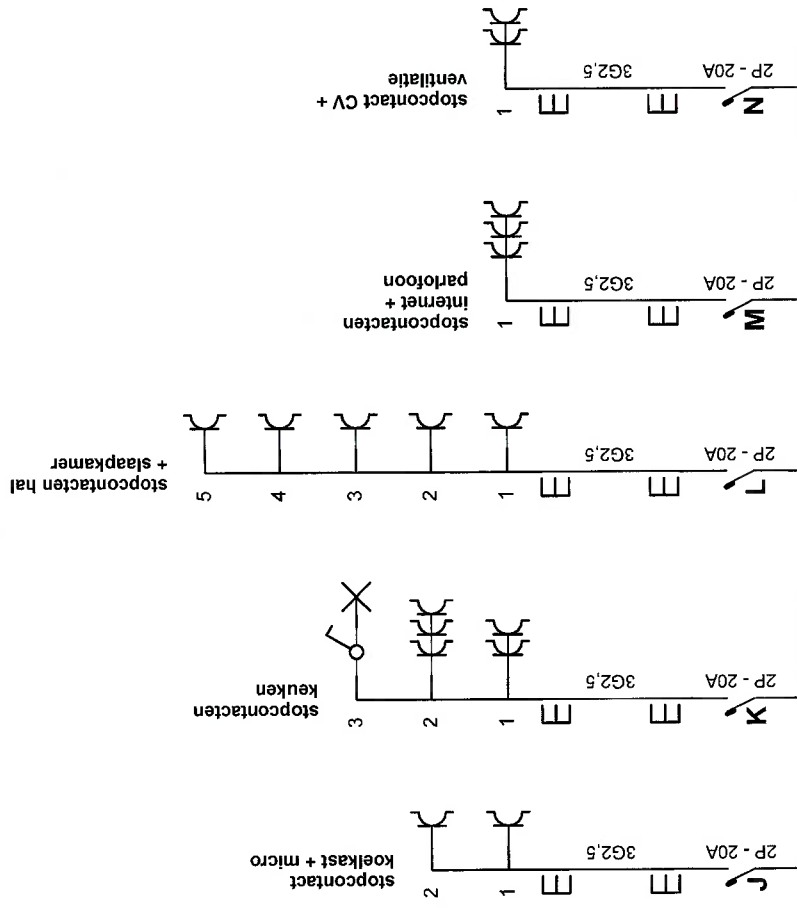 J
2P - 20A
3G2,5
1
2
stopcontact
koelkast + micro
K
2P - 20A
3G2,5
1
2
3
stopcontacten
keuken
L
2P - 20A
3G2,5
1
2
3
4
5
stopcontacten hal
+ slaapkamer
M
2P - 20A
3G2,5
1
stopcontacten
internet +
parlofoon
N
2P - 20A
3G2,5
1
stopcontact CV +
ventilatie